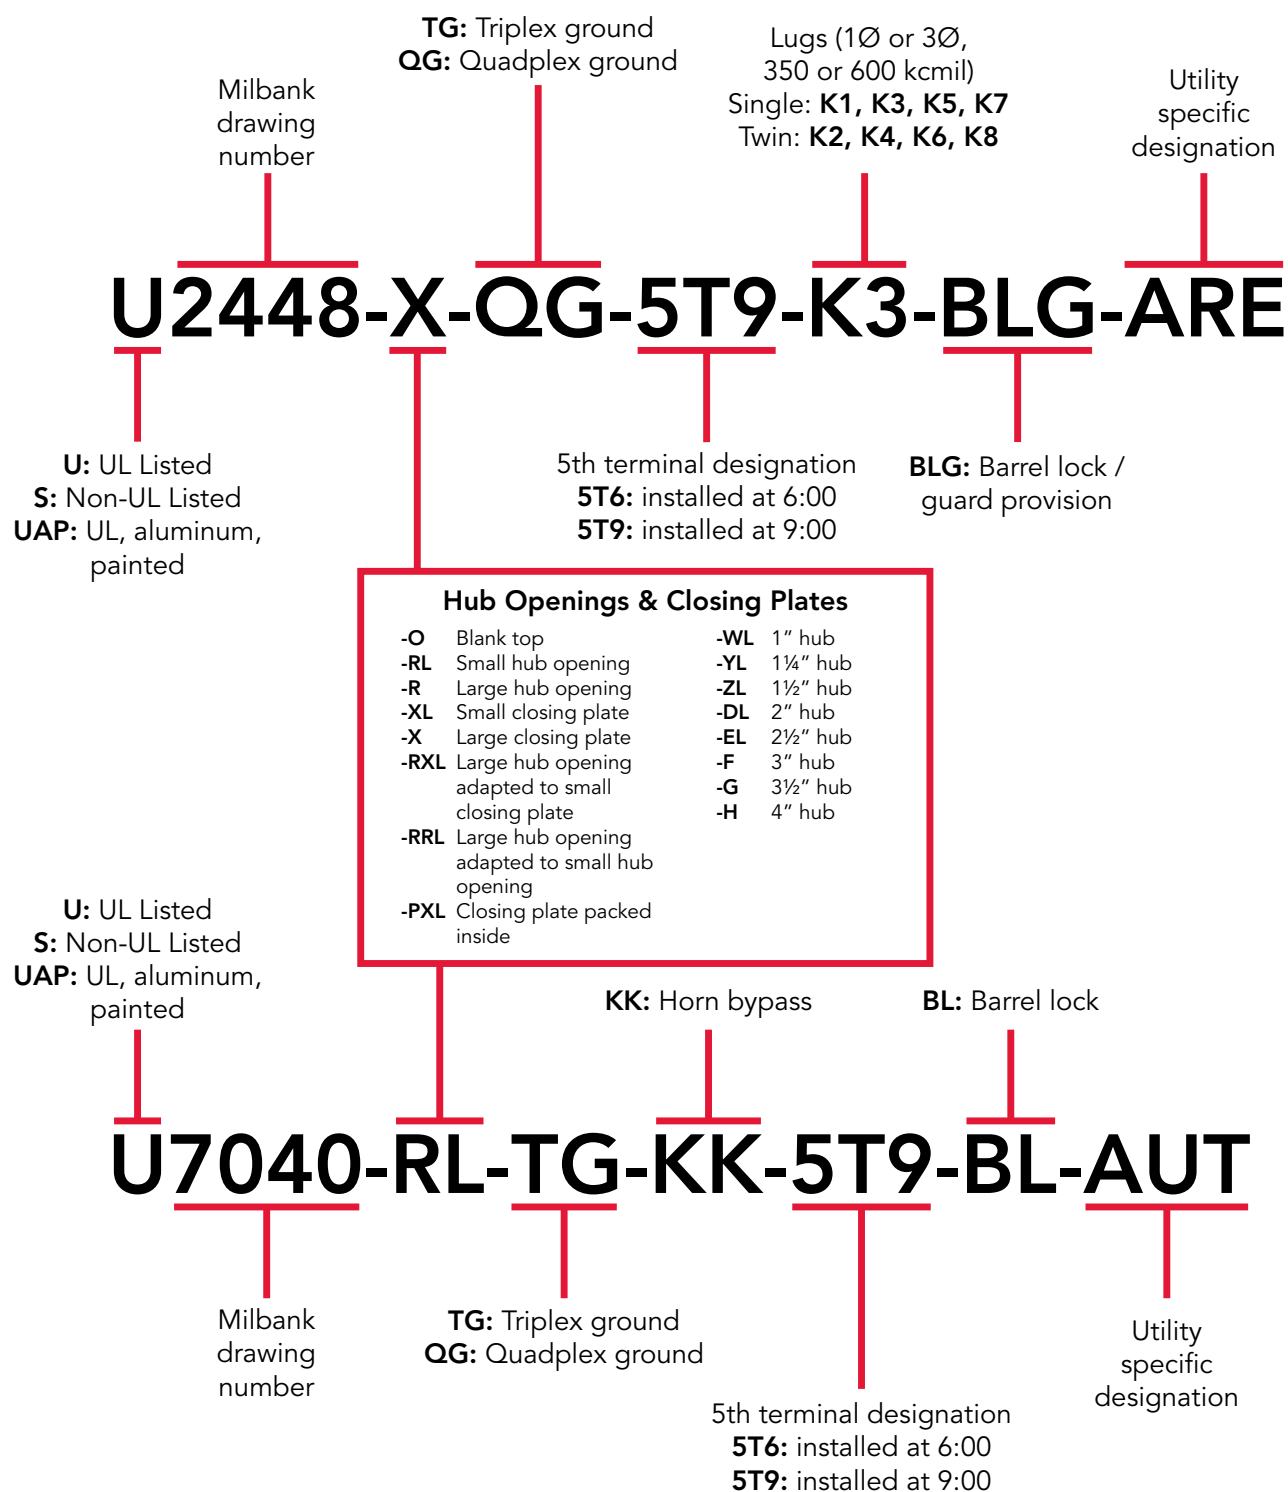 TG: Triplex ground
QG: Quadplex ground
Lugs (1Ø or 3Ø,
350 or 600 kcmil)
Single: K1, K3, K5, K7
Twin: K2, K4, K6, K8
Milbank
drawing
number
Utility
specific
designation
U2448-X-QG-5T9-K3-BLG-ARE
U: UL Listed
S: Non-UL Listed
UAP: UL, aluminum,
painted
5th terminal designation
5T6: installed at 6:00
5T9: installed at 9:00
BLG: Barrel lock /
guard provision
Hub Openings & Closing Plates
-O Blank top
-RL Small hub opening
-R Large hub opening
-XL Small closing plate
-X Large closing plate
-RXL Large hub opening
adapted to small
closing plate
-RRL Large hub opening
adapted to small hub
opening
-PXL Closing plate packed
inside
-WL 1” hub
-YL 1¼” hub
-ZL 1½” hub
-DL 2” hub
-EL 2½” hub
-F 3” hub
-G 3½” hub
-H 4” hub
U: UL Listed
S: Non-UL Listed
UAP: UL, aluminum,
painted
KK: Horn bypass
BL: Barrel lock
U7040-RL-TG-KK-5T9-BL-AUT
Milbank
drawing
number
TG: Triplex ground
QG: Quadplex ground
5th terminal designation
5T6: installed at 6:00
5T9: installed at 9:00
Utility
specific
designation